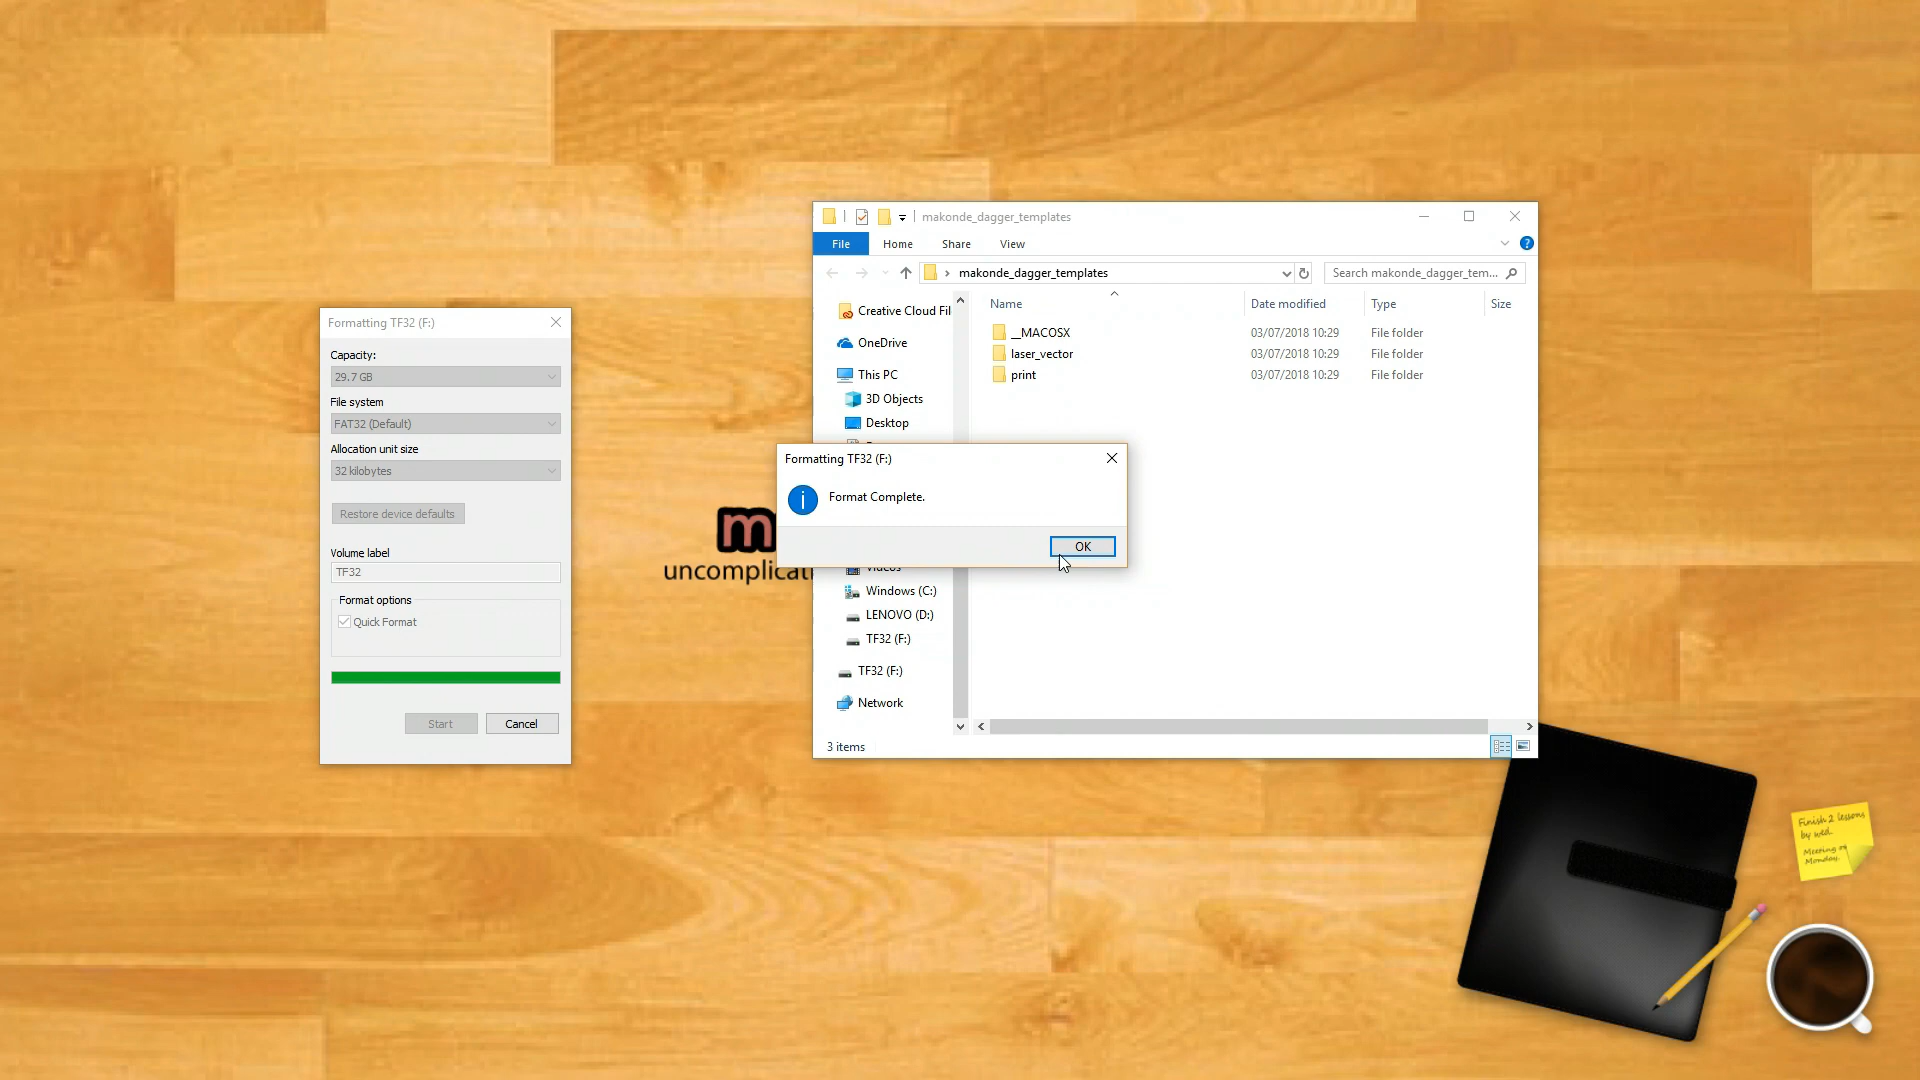 Formatting TF32 (F:)
Capacity:
29.7 GB
File system
FAT32 (Default)
Allocation unit size
32 kilobytes
Restore device defaults
Volume label
TF32
Format options
Quick Format
Start
Cancel
m
uncomplicati
makonde_dagger_templates
File
Home
Share
View
?
makonde_dagger_templates
Search makonde_dagger_tem...
Name
Date modified
Type
Size
__MACOSX
03/07/2018 10:29
File folder
laser_vector
03/07/2018 10:29
File folder
print
03/07/2018 10:29
File folder
Creative Cloud Fil
OneDrive
This PC
3D Objects
Desktop
Formatting TF32 (F:)
Format Complete.
OK
Videos
Windows (C:)
LENOVO (D:)
TF32 (F:)
TF32 (F:)
Network
3 items
Finish 2 lessons
by wed.
Meeting on
Monday.